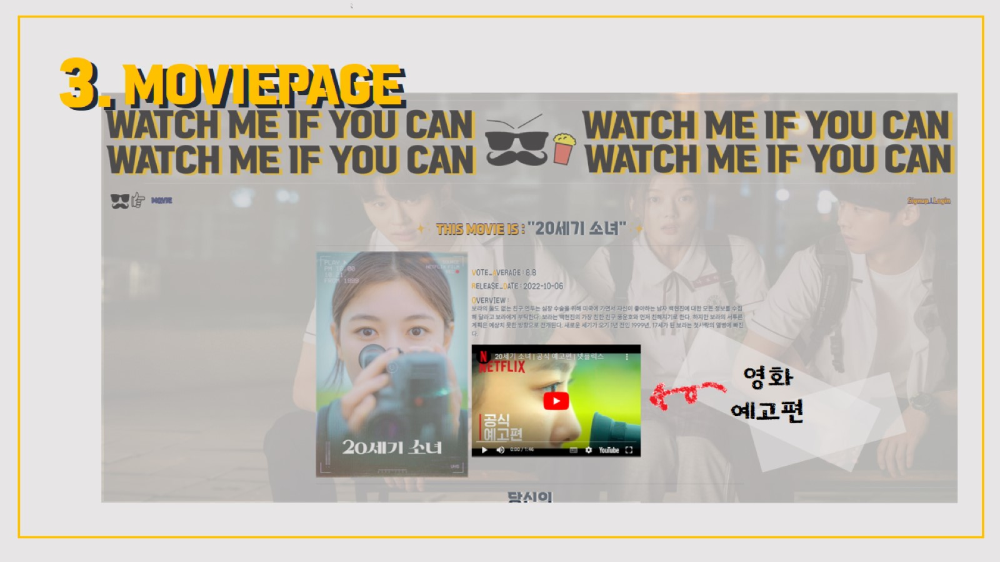 3. MOVIEPAGE
WATCH ME IF YOU CAN
WATCH ME IF YOU CAN
WATCH ME IF YOU CAN
WATCH ME IF YOU CAN
MOVIE
Signup / Login
THIS MOVIE IS : "20세기 소녀"
PLAY
NETFLIX FILM
20세기 소녀
VOTE_AVERAGE : 8.8
RELEASE_DATE : 2022-10-06
OVERVIEW :
보라의 둘도 없는 친구 연두는 심장 수술을 위해 미국에 가면서 자신이 좋아하는 남자 백현진에 대한 모든 정보를 수집
해 달라고 보라에게 부탁한다. 보라는 백현진의 가장 친한 친구 풍운호와 먼저 친해지기로 한다. 하지만 보라의 서투른
계획은 예상치 못한 방향으로 전개된다. 새로운 세기가 오기 1년 전인 1999년, 17세가 된 보라는 첫사랑의 열병에 빠진
다.
N
20세기 소녀 | 공식 예고편 | 넷플릭스
NETFLIX
공식
예고편
0:00 / 1:46
YouTube
영화
예고편
당신의